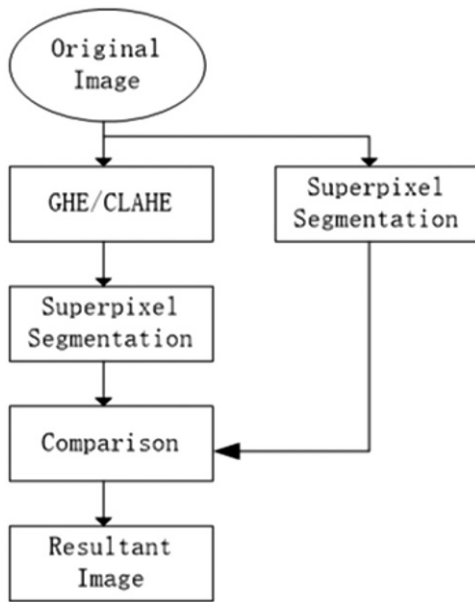 Original
Image
GHE/CLAHE
Superpixel
Segmentation
Superpixel
Segmentation
Comparison
Resultant
Image